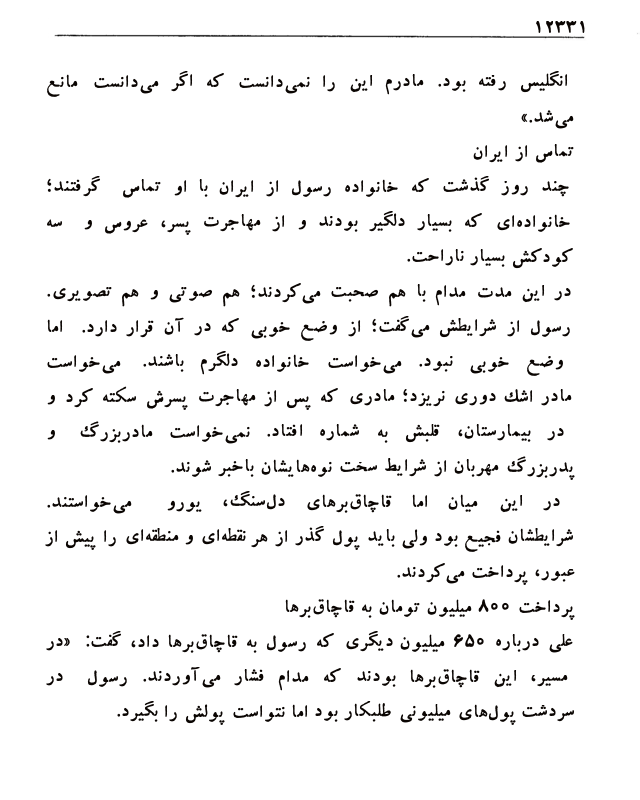 ۱۲۳۳۱
انگلیس رفته بود. مادرم این را نمی‌دانست که اگر می‌دانست مانع
می‌شد.»
تماس از ایران
چند روز گذشت که خانواده رسول از ایران با او تماس گرفتند؛
خانواده‌ای که بسیار دلگیر بودند و از مهاجرت پسر، عروس و سه
کودکش بسیار ناراحت.
در این مدت مدام با هم صحبت می‌کردند؛ هم صوتی و هم تصویری.
رسول از شرایطش می‌گفت؛ از وضع خوبی که در آن قرار دارد. اما
وضع خوبی نبود. می‌خواست خانواده دلگرم باشند. می‌خواست
مادر اشك دوری نریزد؛ مادری که پس از مهاجرت پسرش سکته کرد و
در بیمارستان، قلبش به شماره افتاد. نمی‌خواست مادربزرگ و
پدربزرگ مهربان از شرایط سخت نوه‌هایشان باخبر شوند.
در این میان اما قاچاق‌برهای دل‌سنگ، یورو می‌خواستند.
شرایطشان فجیع بود ولی باید پول گذر از هر نقطه‌ای و منطقه‌ای را پیش از
عبور، پرداخت می‌کردند.
پرداخت ۸۰۰ میلیون تومان به قاچاق‌برها
علی درباره ۶۵۰ میلیون دیگری که رسول به قاچاق‌برها داد، گفت: «در
مسیر، این قاچاق‌برها بودند که مدام فشار می‌آوردند. رسول در
سردشت پول‌های میلیونی طلبکار بود اما نتواست پولش را بگیرد.